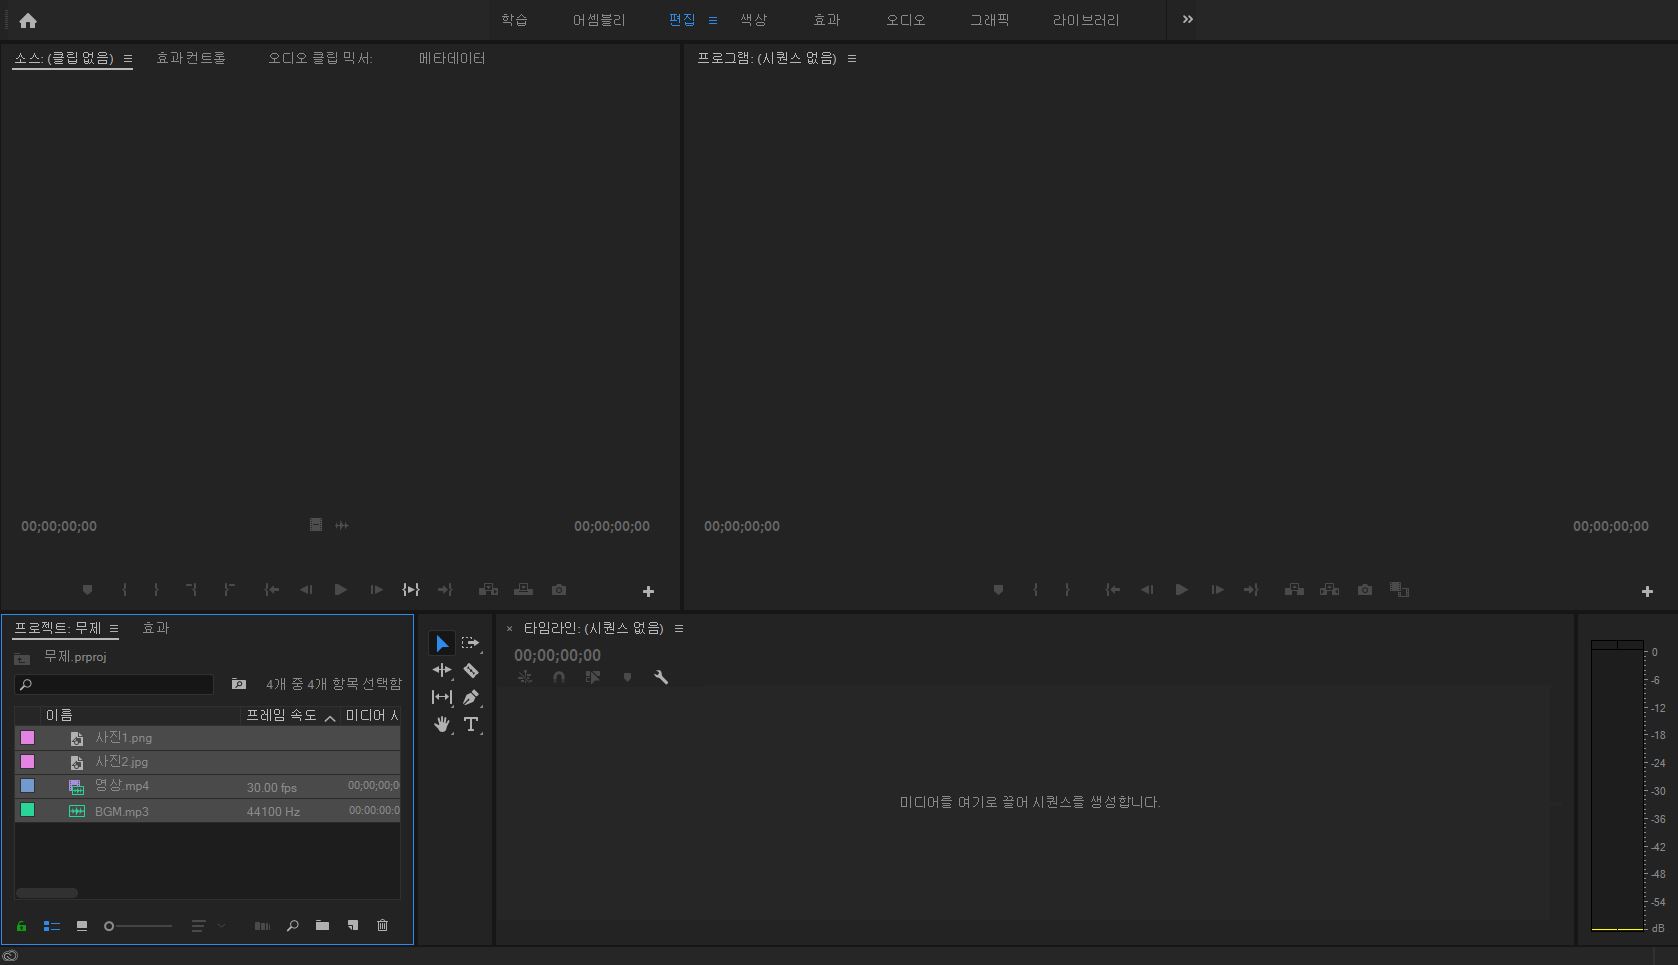 학습 어셈블리 편집 색상 효과 오디오 그래픽 라이브러리
소스: (클립 없음) 효과 컨트롤 오디오 클립 믹서: 메타데이터
프로그램: (시퀀스 없음)
00;00;00;00 00;00;00;00
00;00;00;00 00;00;00;00
프로젝트: 무제 효과
무제.prproj
4개 중 4개 항목 선택함
이름 프레임 속도 미디어 시
사진1.png
사진2.jpg
영상.mp4 30.00 fps 00;00;00;0
BGM.mp3 44100 Hz 00:00:00:0
× 타임라인: (시퀀스 없음)
00;00;00;00
미디어를 여기로 끌어 시퀀스를 생성합니다.
0
-6
-12
-18
-24
-30
-36
-42
-48
-54
dB